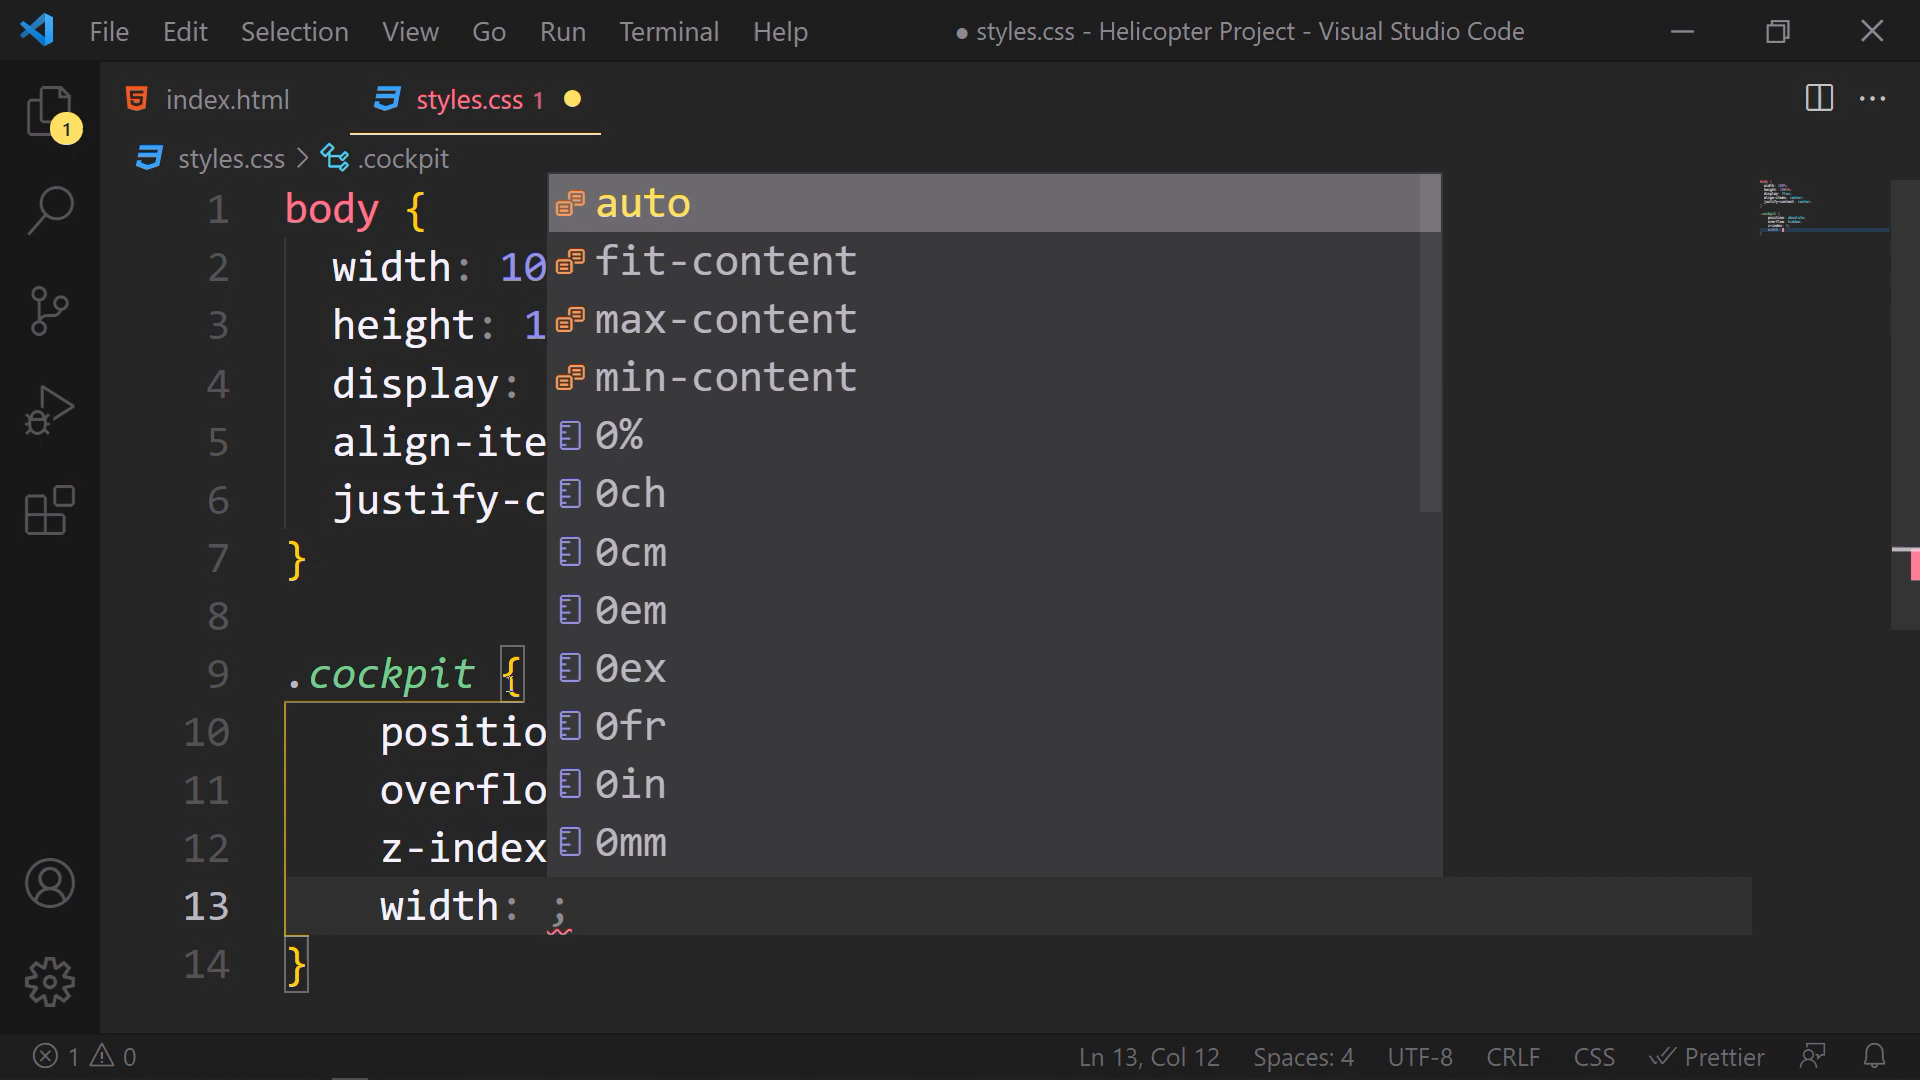 File Edit Selection View Go Run Terminal Help ● styles.css - Helicopter Project - Visual Studio Code
index.html styles.css 1
1
styles.css > .cockpit
1 body {
2 width: 10
3 height: 1
4 display:
5 align-ite
6 justify-c
7 }
8
9 .cockpit {
10 positio
11 overflo
12 z-index
13 width: ;
14 }
auto
fit-content
max-content
min-content
0%
0ch
0cm
0em
0ex
0fr
0in
0mm
1 0 Ln 13, Col 12 Spaces: 4 UTF-8 CRLF CSS Prettier